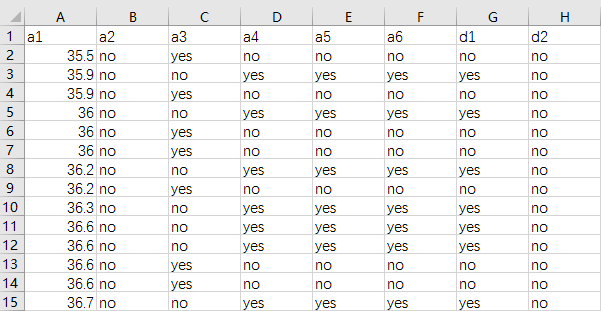 A B C D E F G H
1 a1 a2 a3 a4 a5 a6 d1 d2
2 35.5 no yes no no no no no
3 35.9 no no yes yes yes yes no
4 35.9 no yes no no no no no
5 36 no no yes yes yes yes no
6 36 no yes no no no no no
7 36 no yes no no no no no
8 36.2 no no yes yes yes yes no
9 36.2 no yes no no no no no
10 36.3 no no yes yes yes yes no
11 36.6 no no yes yes yes yes no
12 36.6 no no yes yes yes yes no
13 36.6 no yes no no no no no
14 36.6 no yes no no no no no
15 36.7 no no yes yes yes yes no